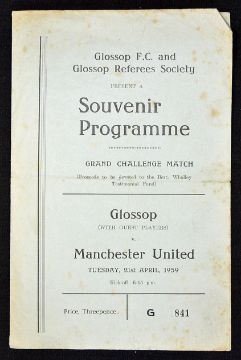 Glossop F.C. and
Glossop Referees Society
PRESENT A
Souvenir
Programme
GRAND CHALLENGE MATCH
(Proceeds to be devoted to the Bert. Whalley
Testimonial Fund)
Glossop
(WITH GUEST PLAYERS)
v.
Manchester United
TUESDAY, 21st APRIL, 1959
Kick-off 6.45 p.m.
Price, Threepence. G 841